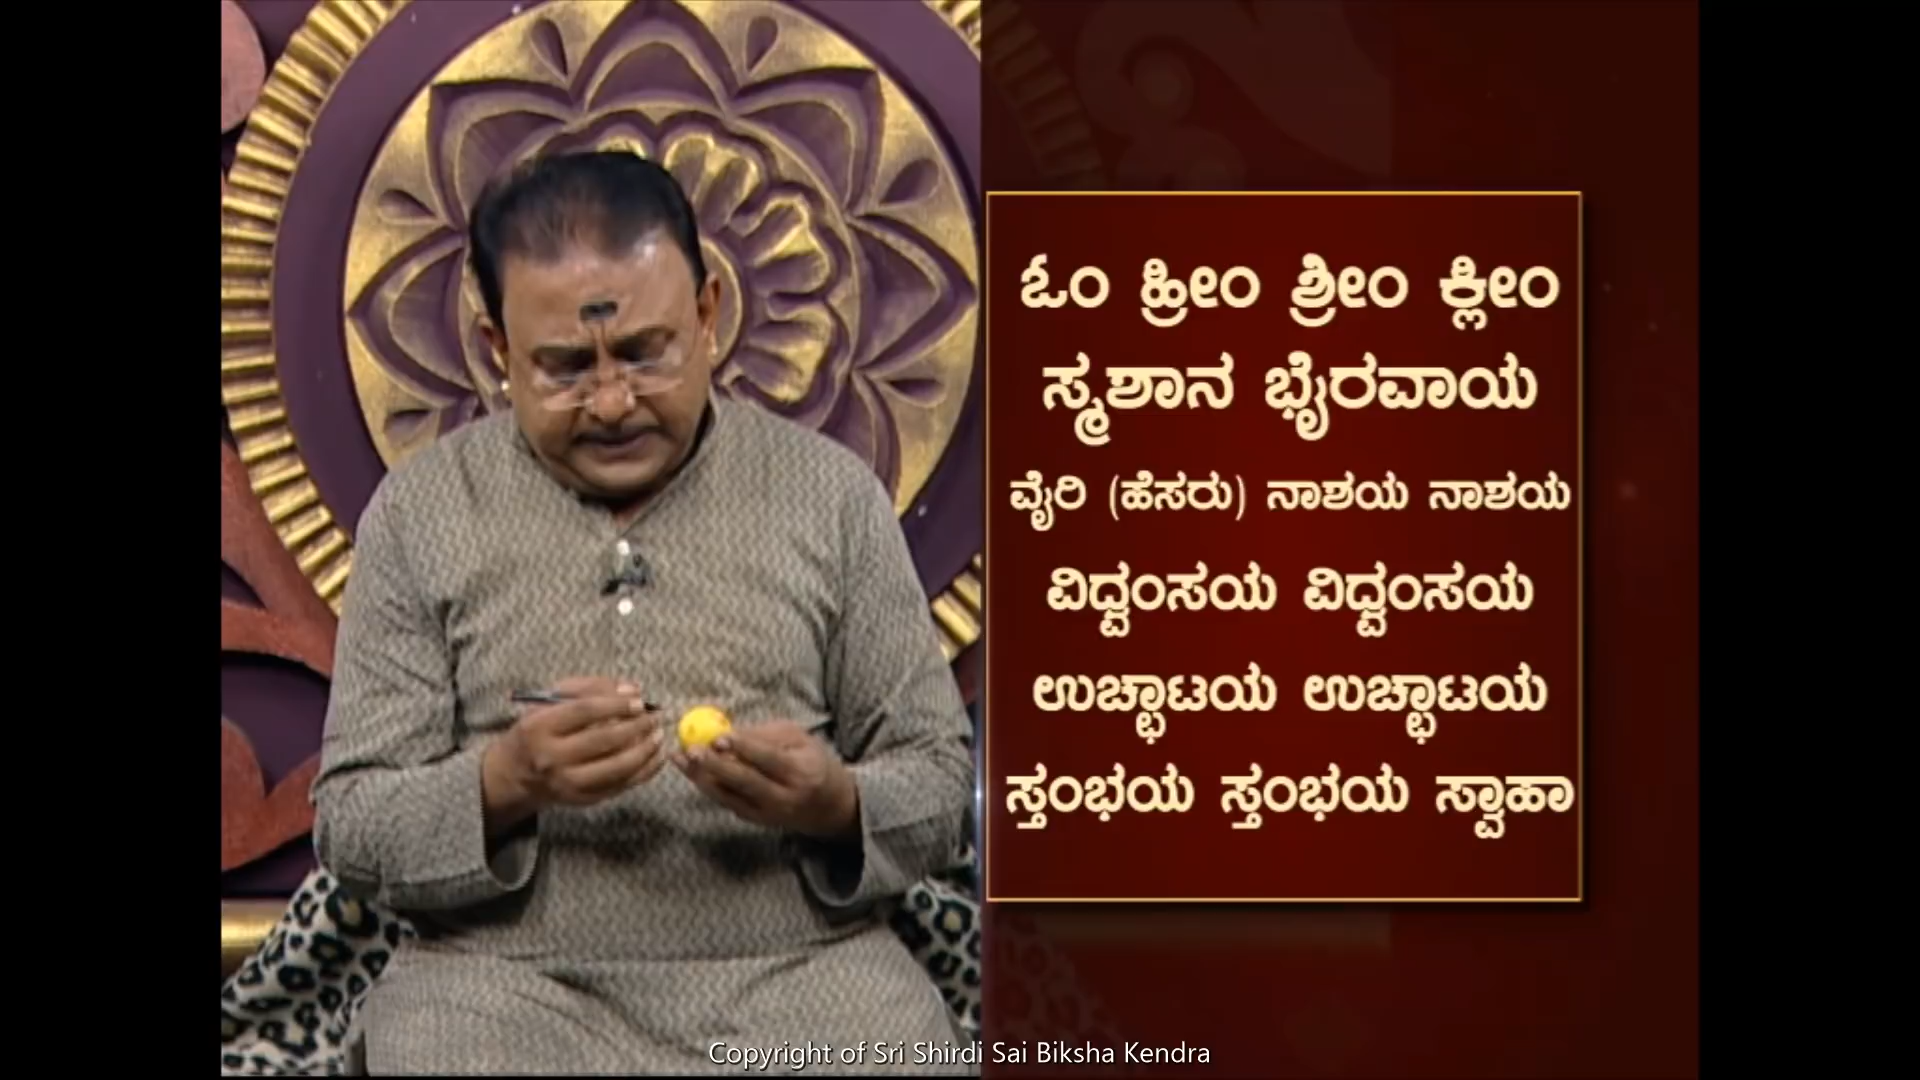 ಓಂ ಹ್ರೀಂ ಶ್ರೀಂ ಕ್ಲೀಂ
ಸ್ಮಶಾನ ಭೈರವಾಯ
ವೈರಿ (ಹೆಸರು) ನಾಶಯ ನಾಶಯ
ವಿಧ್ವಂಸಯ ವಿಧ್ವಂಸಯ
ಉಚ್ಛಾಟಯ ಉಚ್ಛಾಟಯ
ಸ್ತಂಭಯ ಸ್ತಂಭಯ ಸ್ವಾಹಾ
Copyright of Sri Shirdi Sai Biksha Kendra